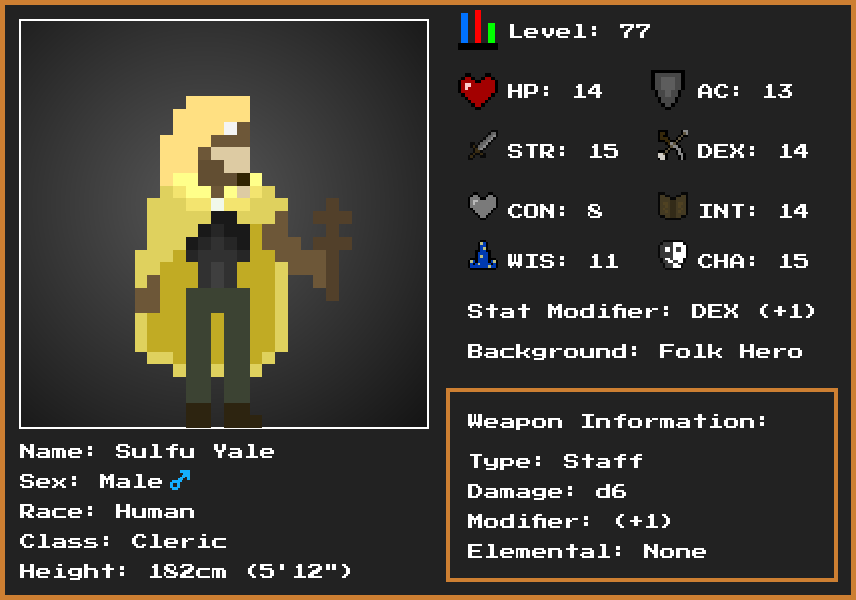 Level: 77
HP: 14
AC: 13
STR: 15
DEX: 14
CON: 8
INT: 14
WIS: 11
CHA: 15
Stat Modifier: DEX (+1)
Background: Folk Hero
Weapon Information:
Type: Staff
Damage: d6
Modifier: (+1)
Elemental: None
Name: Sulfu Yale
Sex: Male♂
Race: Human
Class: Cleric
Height: 182cm (5'12")